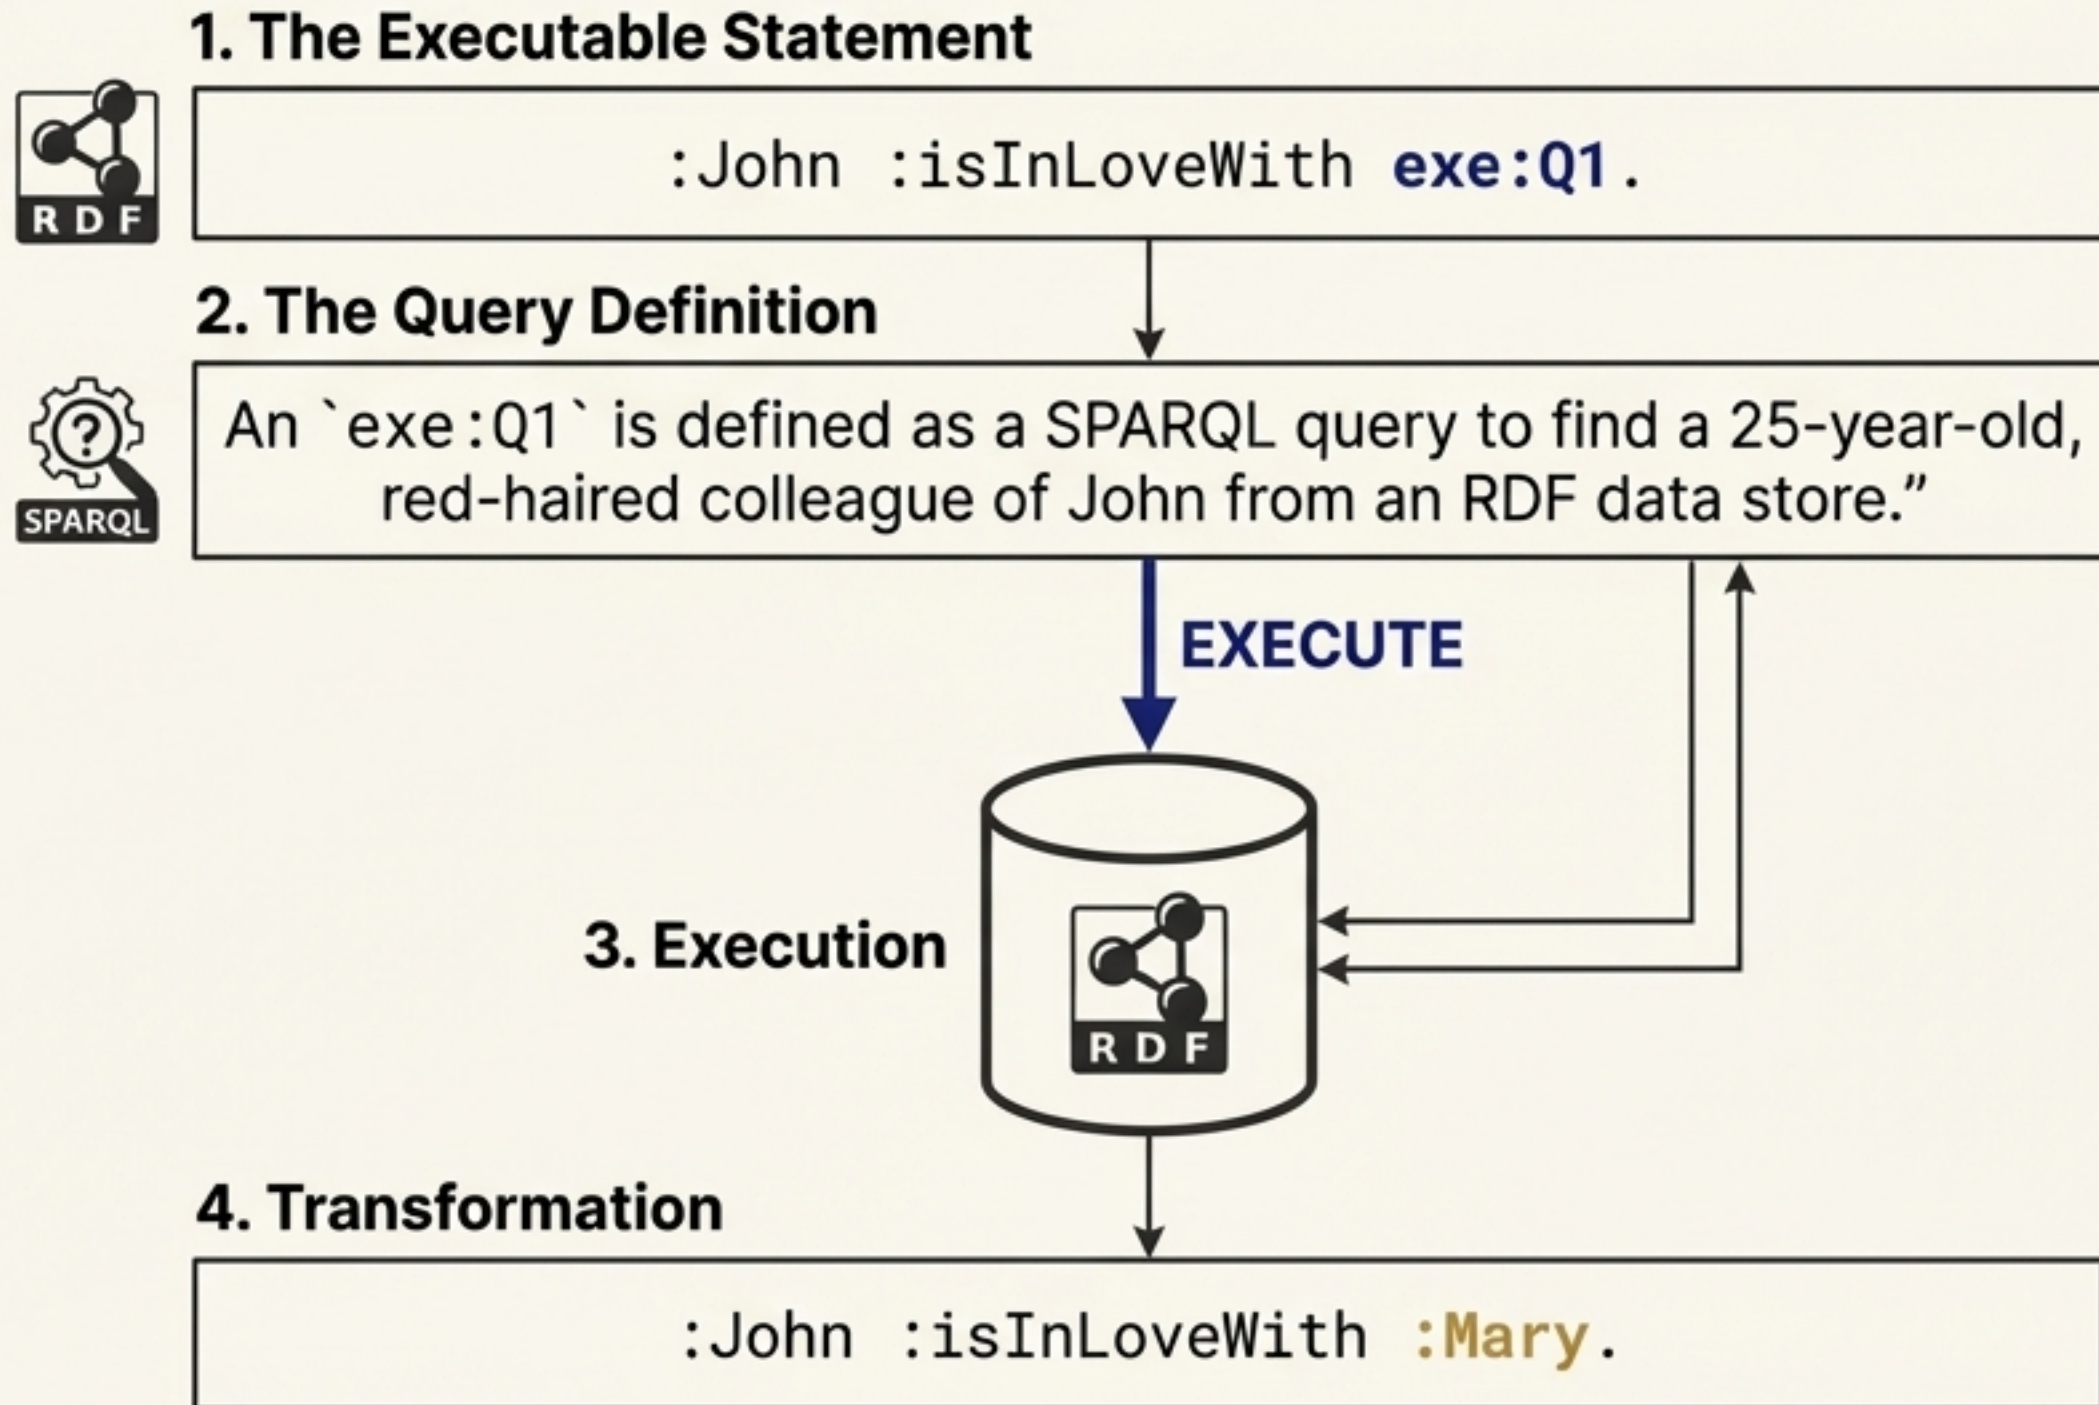 1. The Executable Statement
R D F
:John :isInLoveWith exe:Q1.
2. The Query Definition
?
SPARQL
An `exe:Q1` is defined as a SPARQL query to find a 25-year-old,
red-haired colleague of John from an RDF data store.”
EXECUTE
3. Execution
R D F
4. Transformation
:John :isInLoveWith :Mary.